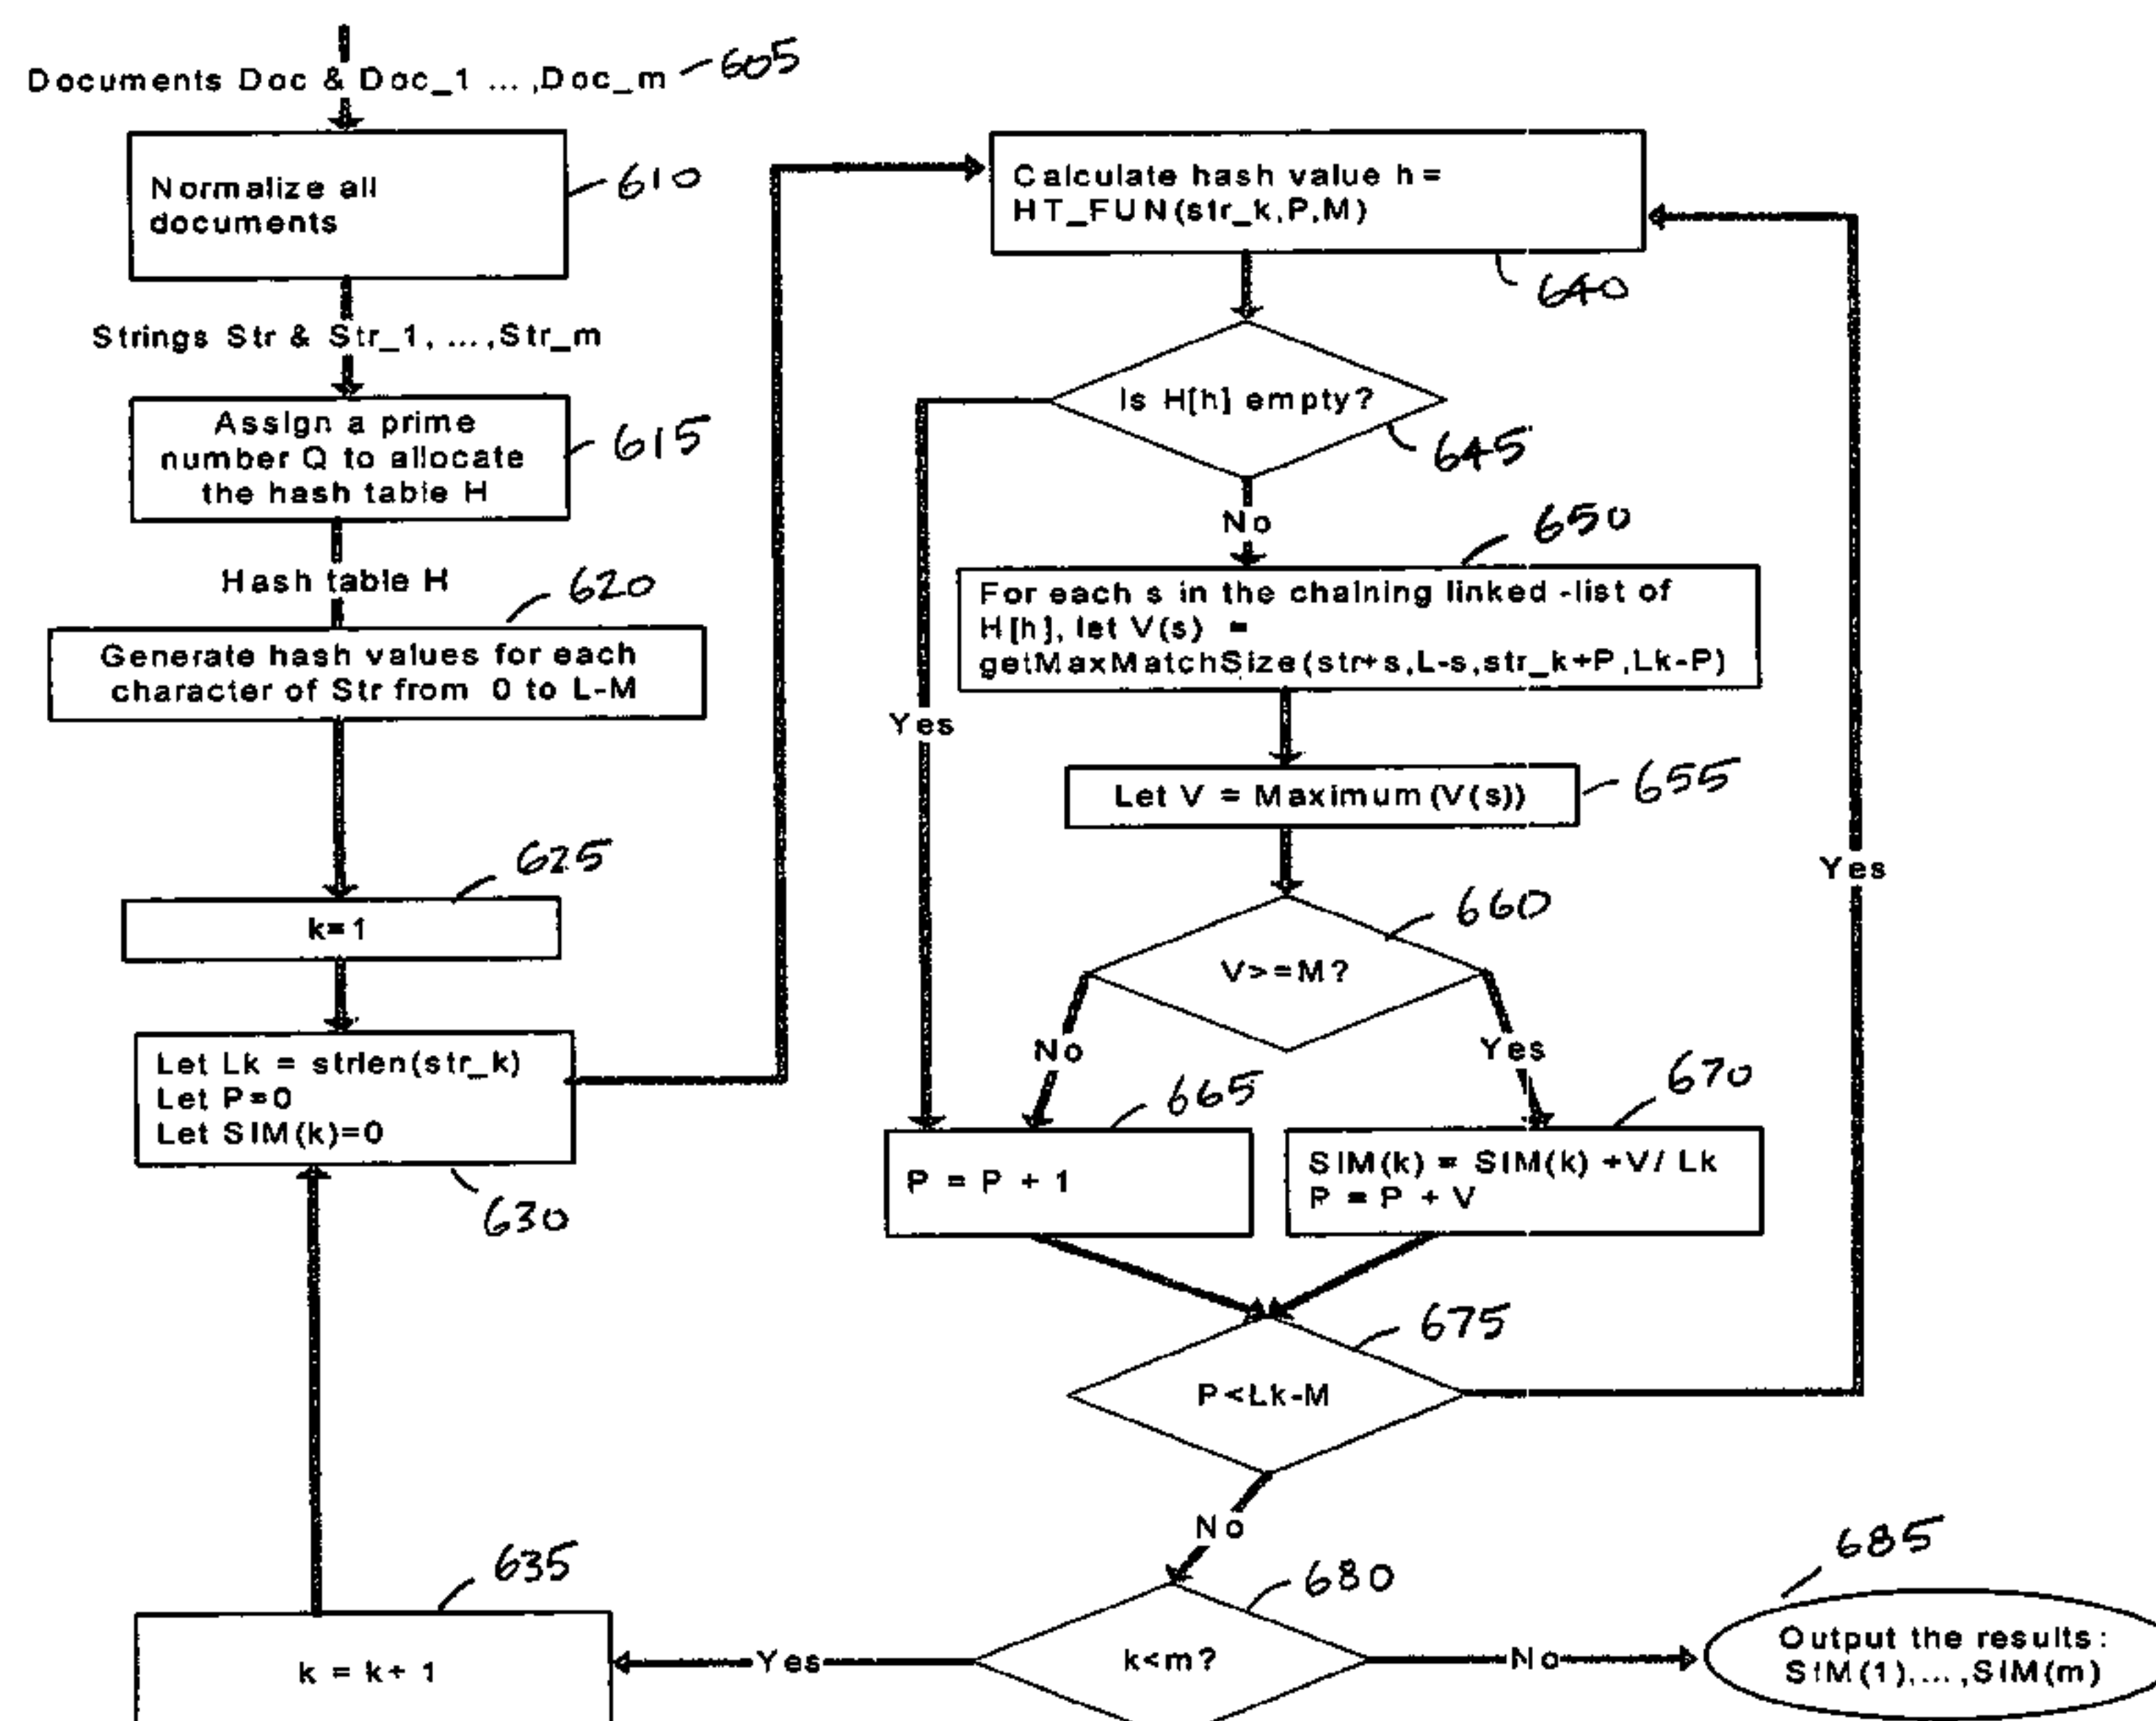 Documents Doc & Doc_1 ... ,Doc_m
605
Normalize all
documents
610
Strings Str & Str_1, ...,Str_m
Assign a prime
number Q to allocate
the hash table H
615
Hash table H
620
Generate hash values for each
character of Str from 0 to L-M
625
k=1
Let Lk = strlen(str_k)
Let P=0
Let SIM(k)=0
630
635
k = k+ 1
Calculate hash value h=
HT_FUN(str_k,P,M)
640
Is H[h] empty?
645
No
Yes
650
For each s in the chaining linked -list of
H[h], let V(s) =
getMaxMatchSize(str+s,L-s,str_k+P,Lk-P)
Let V = Maximum(V(s))
655
660
V>=M?
No
Yes
665
P = P + 1
670
SIM(k) = SIM(k) +V/ Lk
P = P + V
675
P<Lk-M
Yes
No
680
k<m?
Yes
No
685
Output the results:
SIM(1),...,SIM(m)